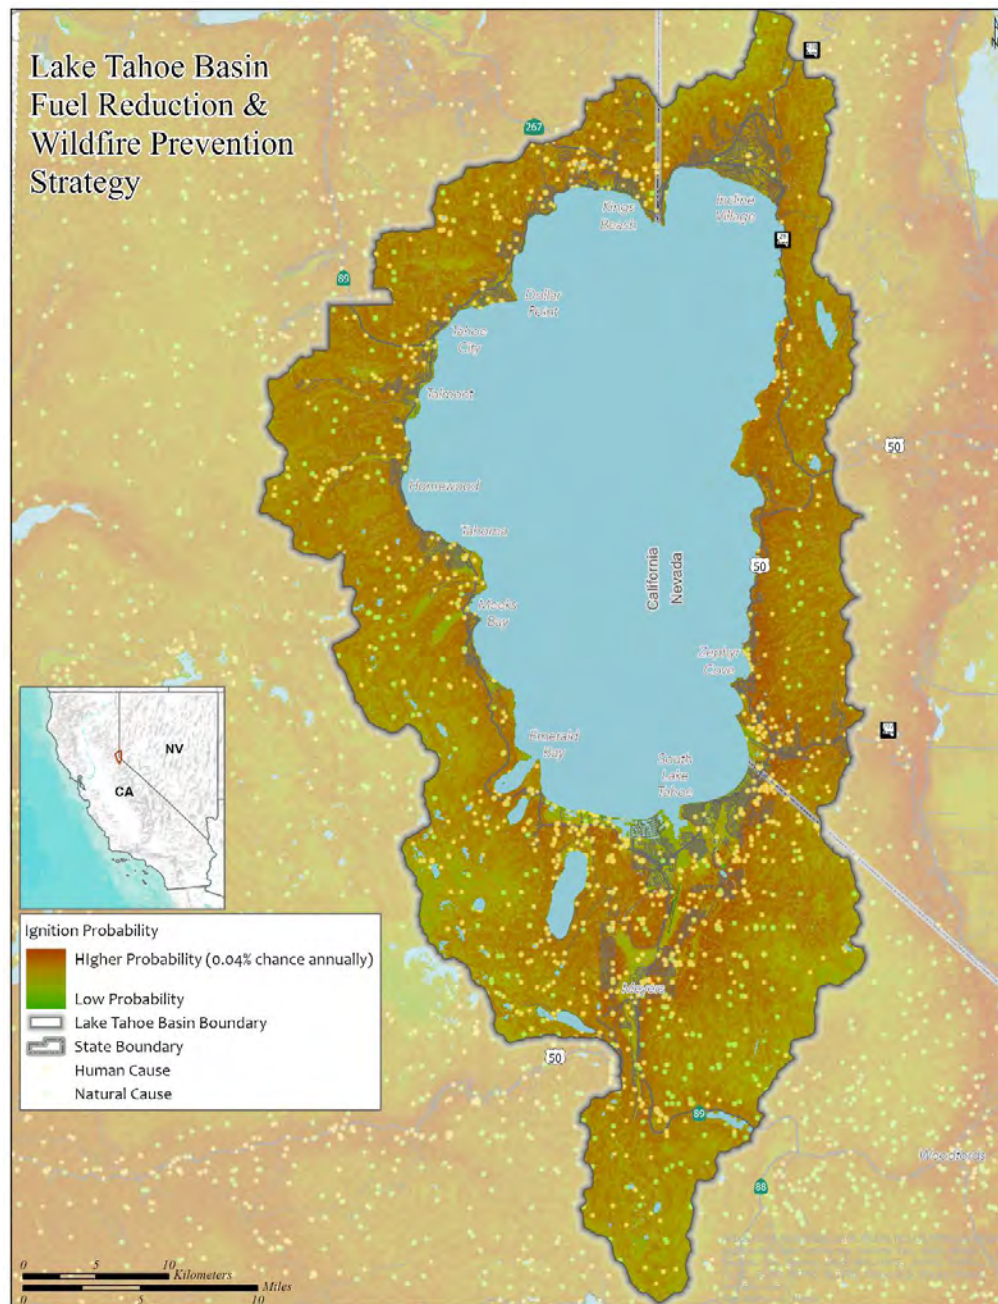 Lake Tahoe Basin
Fuel Reduction &
Wildfire Prevention
Strategy
267
89
Kings
Beach
Incline
Village
Dollar
Point
Tahoe
City
Homewood
Tahoma
Meeks
Bay
50
50
California
Nevada
Zephyr
Cove
Emerald
Bay
South
Lake
Tahoe
NV
CA
Meyers
50
89
88
Woodfords
Ignition Probability
HIgher Probability (0.04% chance annually)
Low Probability
Lake Tahoe Basin Boundary
State Boundary
Human Cause
Natural Cause
0 5 10
Kilometers
Miles
0 5 10